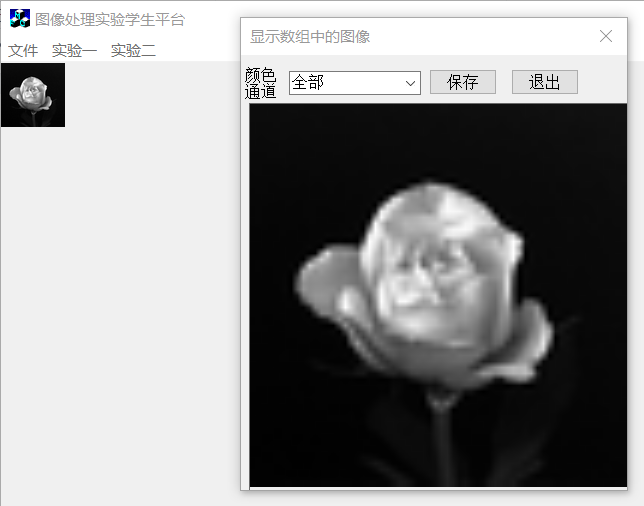 图像处理实验学生平台
文件 实验一 实验二
显示数组中的图像
颜色
通道
全部
保存
退出